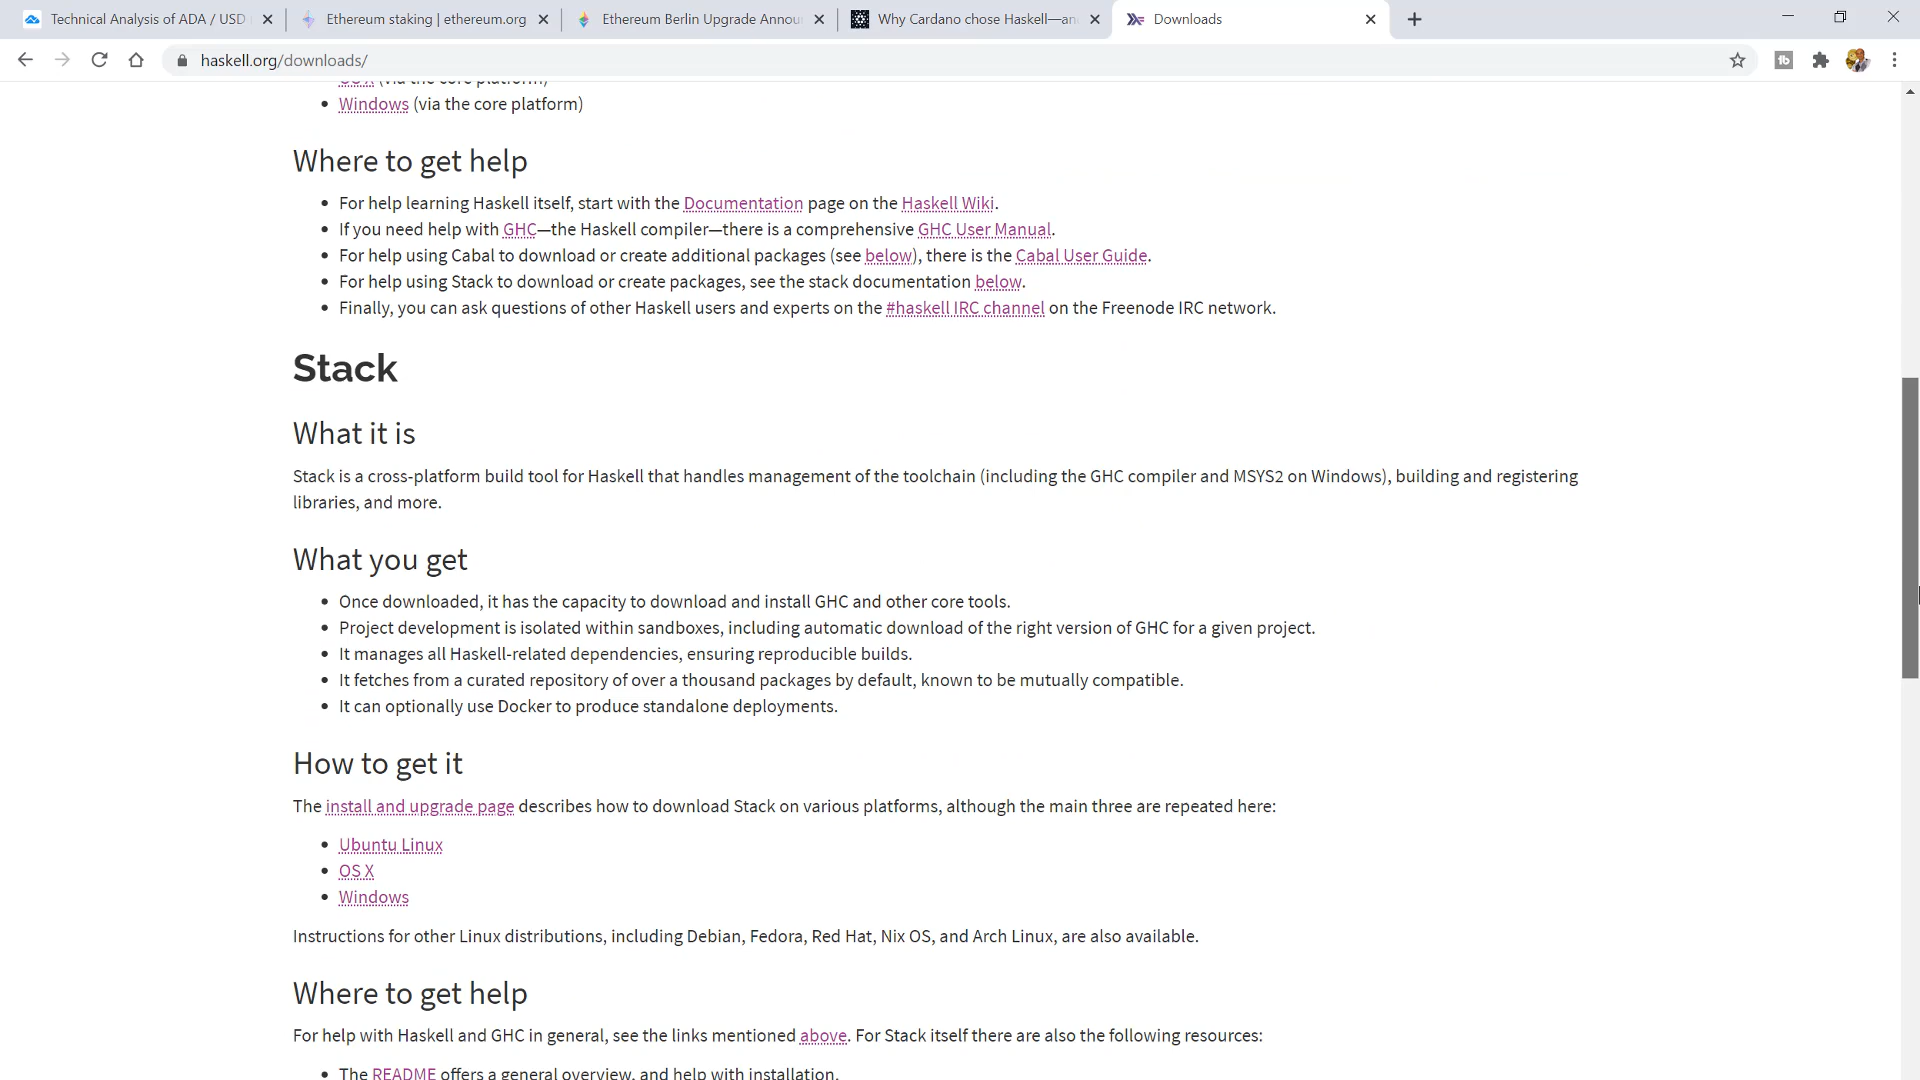 Technical Analysis of ADA / USD
Ethereum staking | ethereum.org
Ethereum Berlin Upgrade Annou
Why Cardano chose Haskell—an
Downloads
haskell.org/downloads/
OS X (via the core platform)
Windows (via the core platform)
Where to get help
For help learning Haskell itself, start with the Documentation page on the Haskell Wiki.
If you need help with GHC—the Haskell compiler—there is a comprehensive GHC User Manual.
For help using Cabal to download or create additional packages (see below), there is the Cabal User Guide.
For help using Stack to download or create packages, see the stack documentation below.
Finally, you can ask questions of other Haskell users and experts on the #haskell IRC channel on the Freenode IRC network.
Stack
What it is
Stack is a cross-platform build tool for Haskell that handles management of the toolchain (including the GHC compiler and MSYS2 on Windows), building and registering
libraries, and more.
What you get
Once downloaded, it has the capacity to download and install GHC and other core tools.
Project development is isolated within sandboxes, including automatic download of the right version of GHC for a given project.
It manages all Haskell-related dependencies, ensuring reproducible builds.
It fetches from a curated repository of over a thousand packages by default, known to be mutually compatible.
It can optionally use Docker to produce standalone deployments.
How to get it
The install and upgrade page describes how to download Stack on various platforms, although the main three are repeated here:
Ubuntu Linux
OS X
Windows
Instructions for other Linux distributions, including Debian, Fedora, Red Hat, Nix OS, and Arch Linux, are also available.
Where to get help
For help with Haskell and GHC in general, see the links mentioned above. For Stack itself there are also the following resources:
The README offers a general overview, and help with installation.